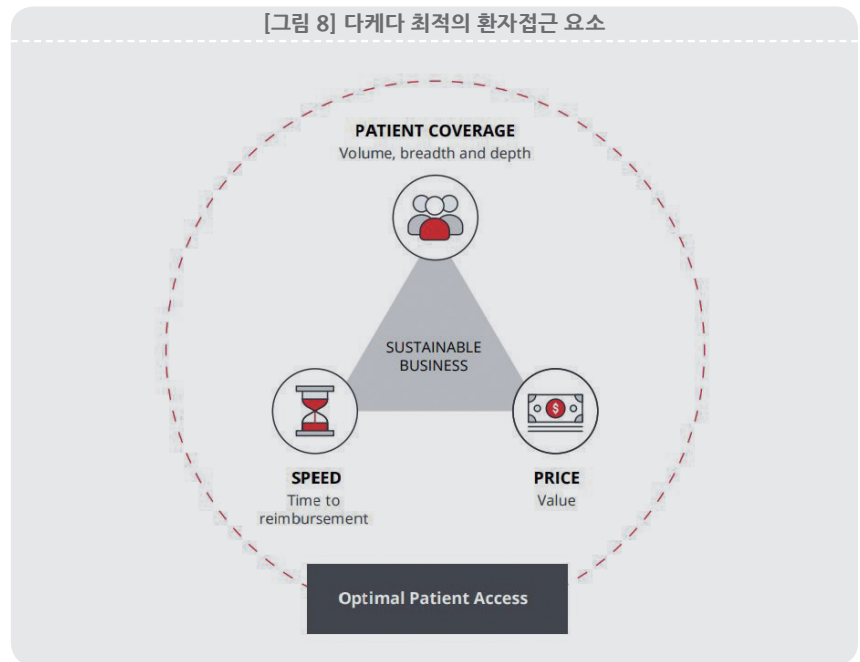 [그림 8] 다케다 최적의 환자접근 요소
PATIENT COVERAGE
Volume, breadth and depth
SUSTAINABLE
BUSINESS
$
SPEED
Time to
reimbursement
PRICE
Value
Optimal Patient Access